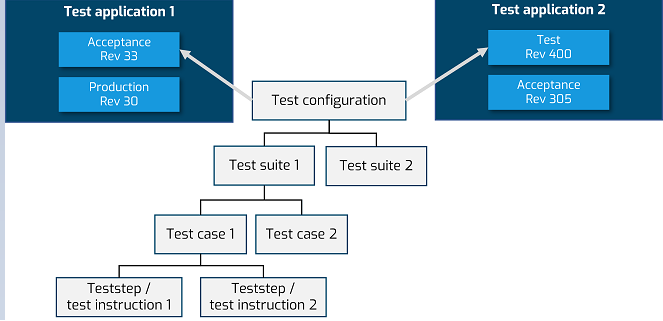 Test application 1
Acceptance
Rev 33
Production
Rev 30
Test application 2
Test
Rev 400
Acceptance
Rev 305
Test configuration
Test suite 1
Test suite 2
Test case 1
Test case 2
Teststep /
test instruction 1
Teststep /
test instruction 2